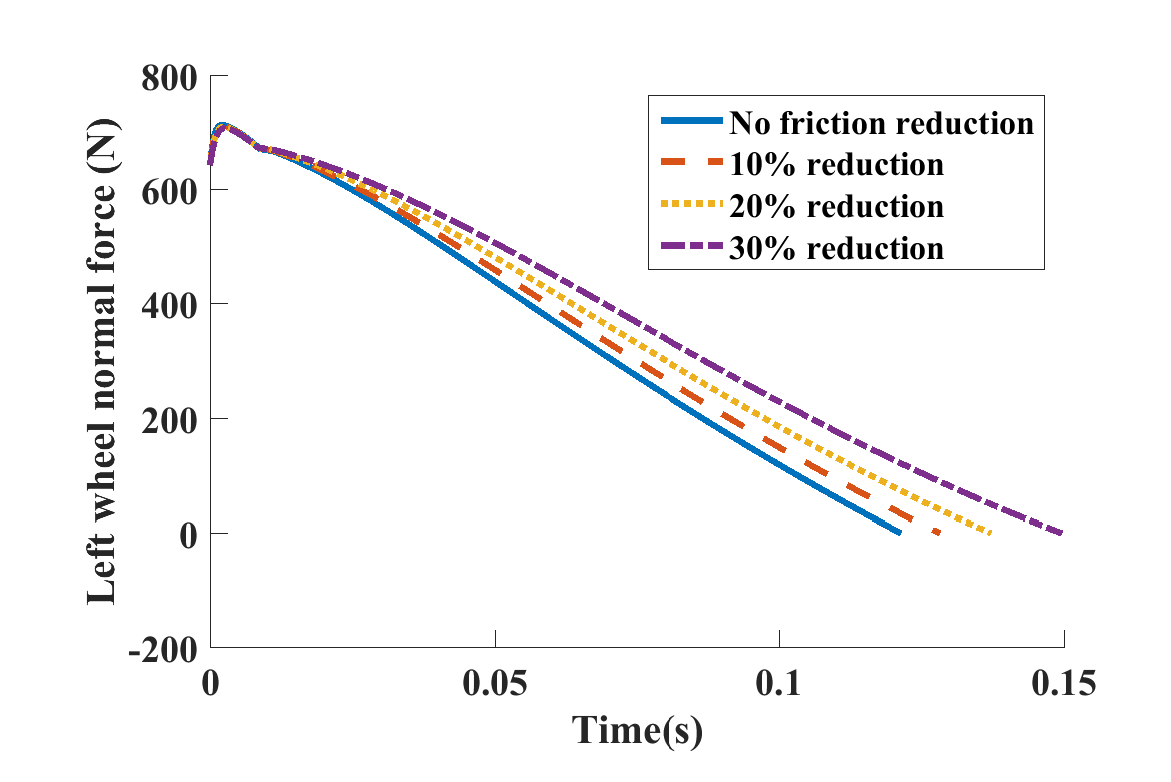 800
600
400
200
0
-200
0
0.05
0.1
0.15
Left wheel normal force (N)
Time(s)
No friction reduction
10% reduction
20% reduction
30% reduction